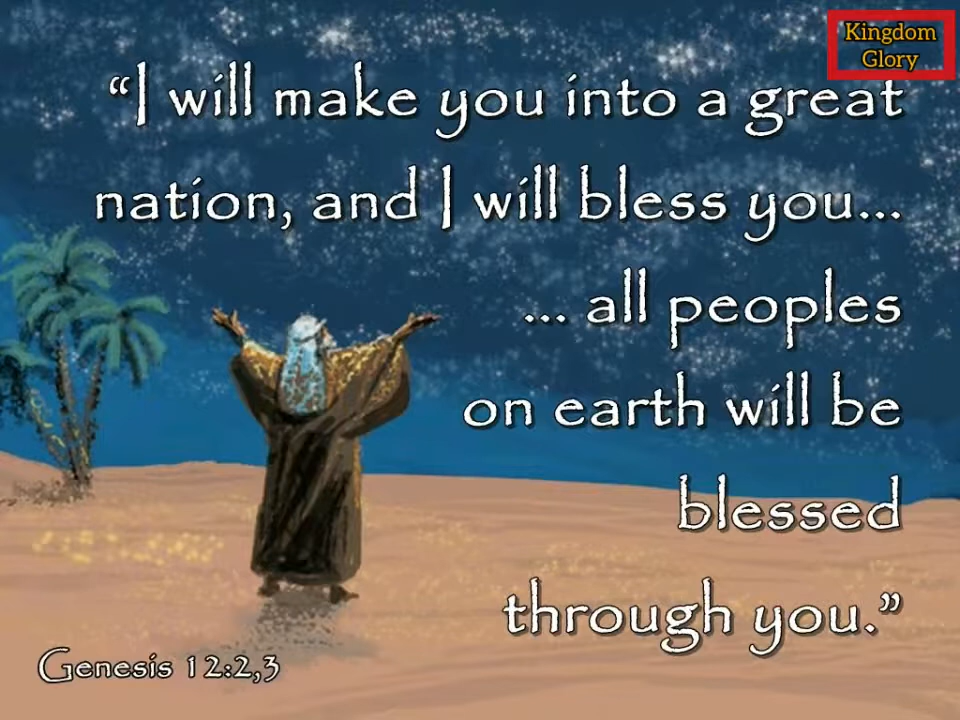 Kingdom
Glory
“I will make you into a great
nation, and I will bless you...
... all peoples
on earth will be
blessed
through you.”
Genesis 12:2,3